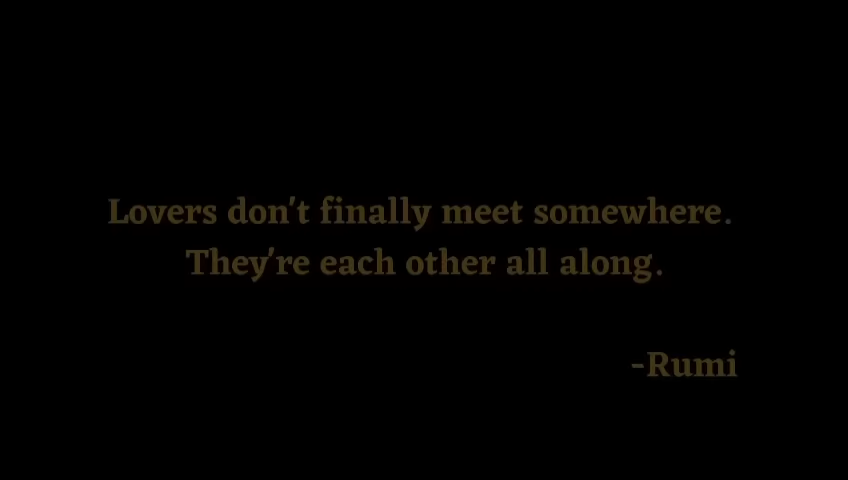 Lovers don't finally meet somewhere.
They're each other all along.
-Rumi